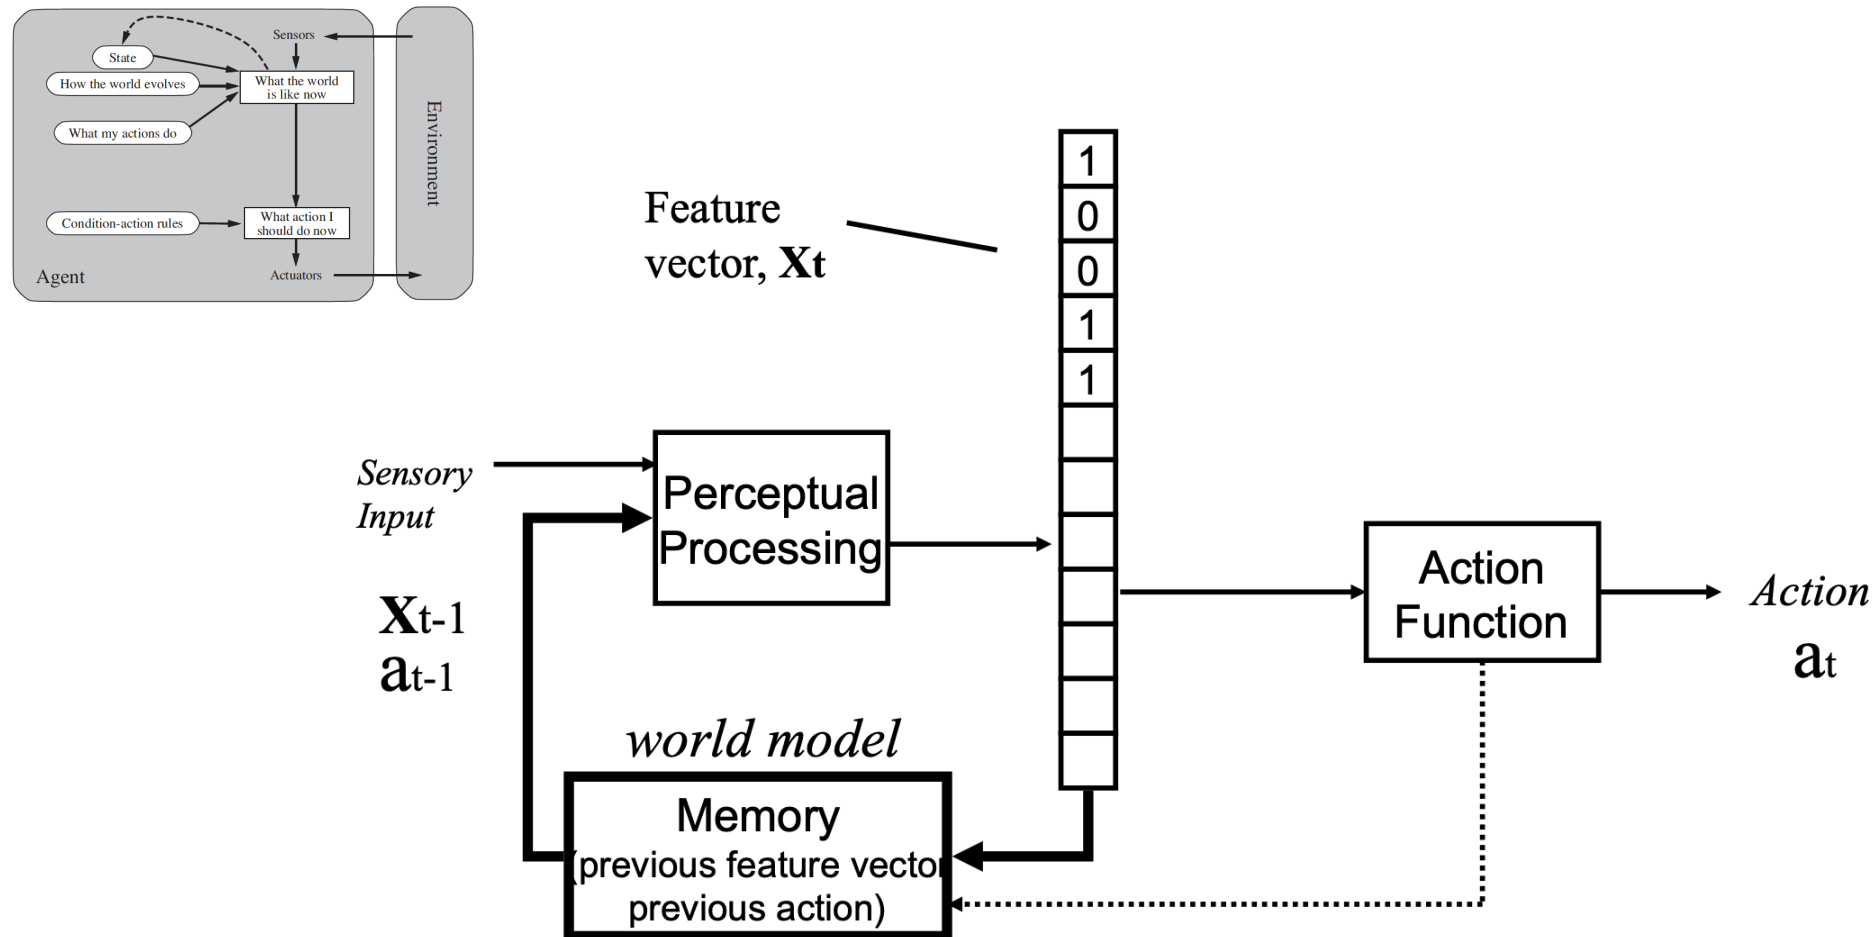 Sensors
State
What the world
is like now
How the world evolves
What my actions do
Environment
Condition-action rules
What action I
should do now
Agent
Actuators
Feature
vector, Xt
1
0
0
1
1
Sensory
Input
Perceptual
Processing
Xt-1
at-1
Action
Function
Action
at
world model
Memory
(previous feature vector
previous action)